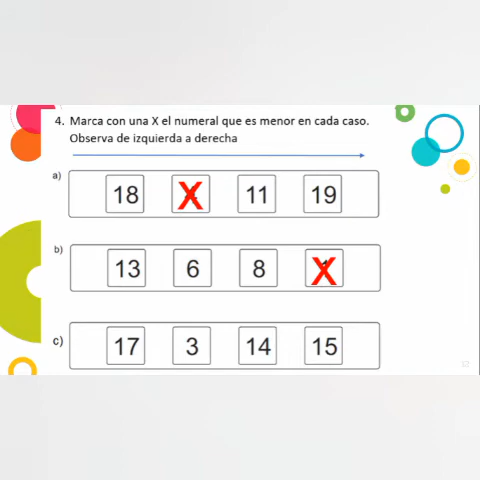 4. Marca con una X el numeral que es menor en cada caso.
Observa de izquierda a derecha
a) 18 X 11 19
b) 13 6 8 X
c) 17 3 14 15